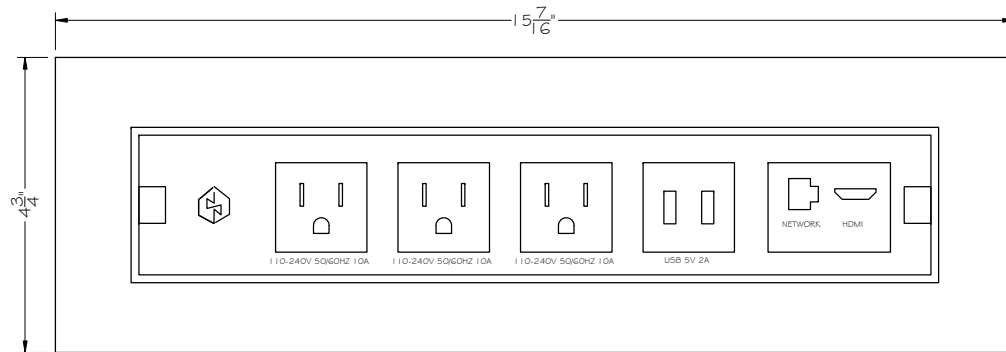 15 7/16"
4 3/4"
NETWORK HDMI
110-240V 50/60HZ 10A 110-240V 50/60HZ 10A 110-240V 50/60HZ 10A USB 5V 2A